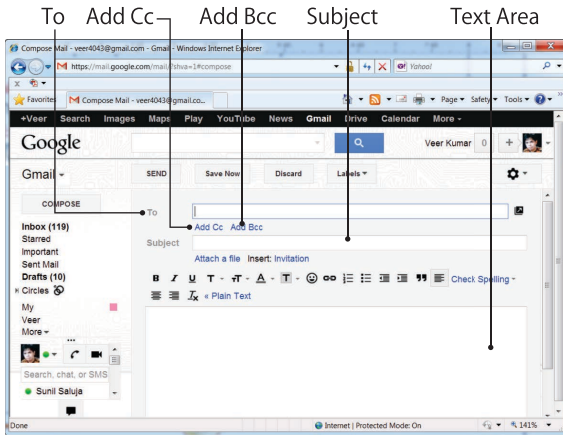 To Add Cc Add Bcc Subject Text Area
Compose Mail - veer4043@gmail.com - Gmail - Windows Internet Explorer
https://mail.google.com/mail/?shva=1#compose Yahoo!
x
Favorites Compose Mail - veer4043@gmail.co... Page Safety Tools
+Veer Search Images Maps Play YouTube News Gmail Drive Calendar More
Google Veer Kumar 0 +
Gmail SEND Save Now Discard Labels
COMPOSE
To
Add Cc Add Bcc
Inbox (119)
Starred
Subject
Important
Attach a file Insert: Invitation
Sent Mail
Drafts (10)
B I U T T A T Check Spelling
Circles
Tx « Plain Text
My
Veer
More
Search, chat, or SMS
Sunil Saluja
Done Internet | Protected Mode: On 141%